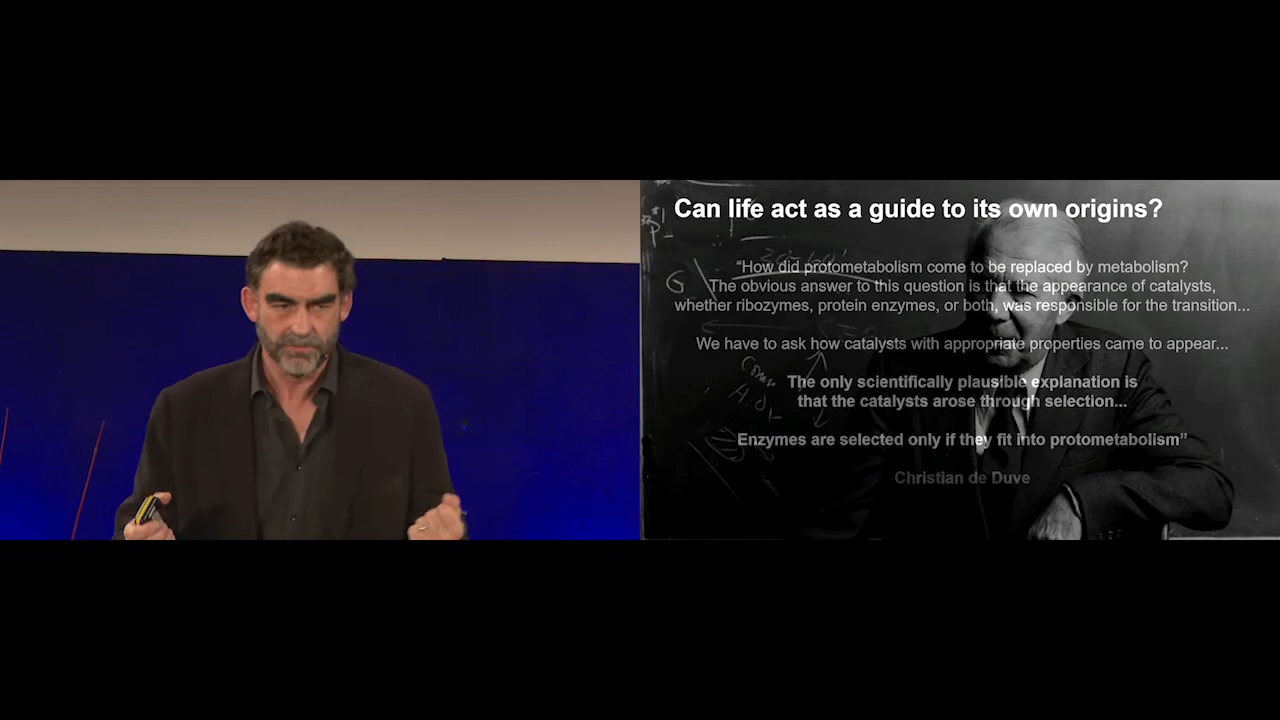 Can life act as a guide to its own origins?
“How did protometabolism come to be replaced by metabolism?
The obvious answer to this question is that the appearance of catalysts,
whether ribozymes, protein enzymes, or both, was responsible for the transition...
We have to ask how catalysts with appropriate properties came to appear...
The only scientifically plausible explanation is
that the catalysts arose through selection...
Enzymes are selected only if they fit into protometabolism”
Christian de Duve
G